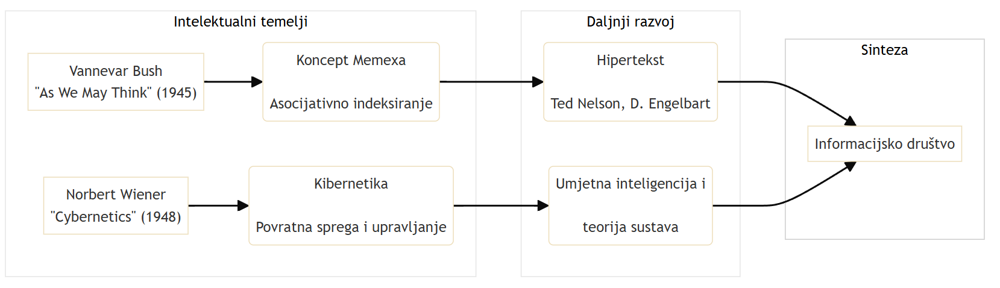 Intelektualni temelji
Vannevar Bush
"As We May Think" (1945)
Koncept Memexa
Asocijativno indeksiranje
Norbert Wiener
"Cybernetics" (1948)
Kibernetika
Povratna sprega i upravljanje
Daljnji razvoj
Hipertekst
Ted Nelson, D. Engelbart
Umjetna inteligencija i
teorija sustava
Sinteza
Informacijsko društvo